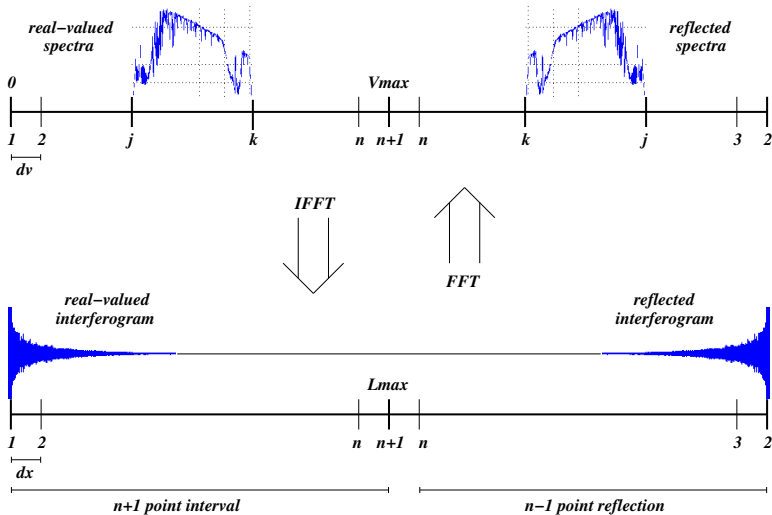 real−valued
spectra
reflected
spectra
0
Vmax
1 2 j k n n+1 n k j 3 2
dv
IFFT
FFT
real−valued
interferogram
reflected
interferogram
Lmax
1 2 n n+1 n 3 2
dx
n+1 point interval
n−1 point reflection